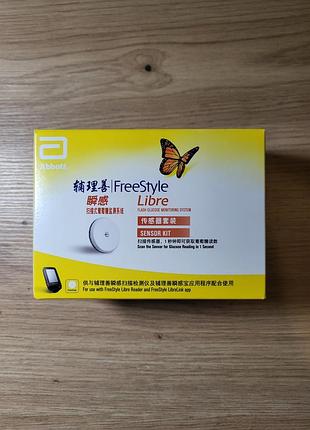 Abbott
辅理善 FreeStyle
瞬感 Libre
扫描式葡萄糖监测系统 FLASH GLUCOSE MONITORING SYSTEM
传感器套装
SENSOR KIT
扫描传感器，1秒钟即可获取葡萄糖读数
Scan the Sensor for Glucose Reading in 1 Second
供与辅理善瞬感扫描检测仪及辅理善瞬感宝应用程序配合使用
For use with FreeStyle Libre Reader and FreeStyle LibreLink app